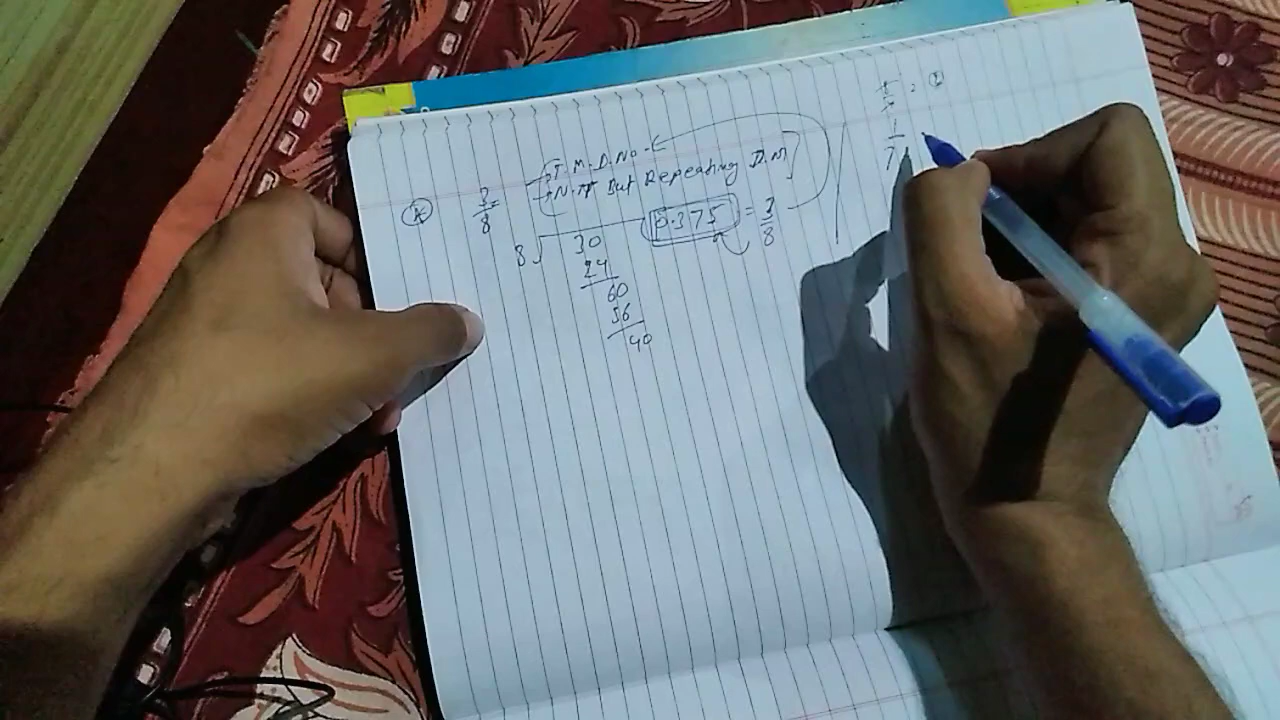 T.M.D.No.
N.T But Repeating D.M
A 3/8 =
8 30 0.375 = 3/8
24
60
56
40
1
7